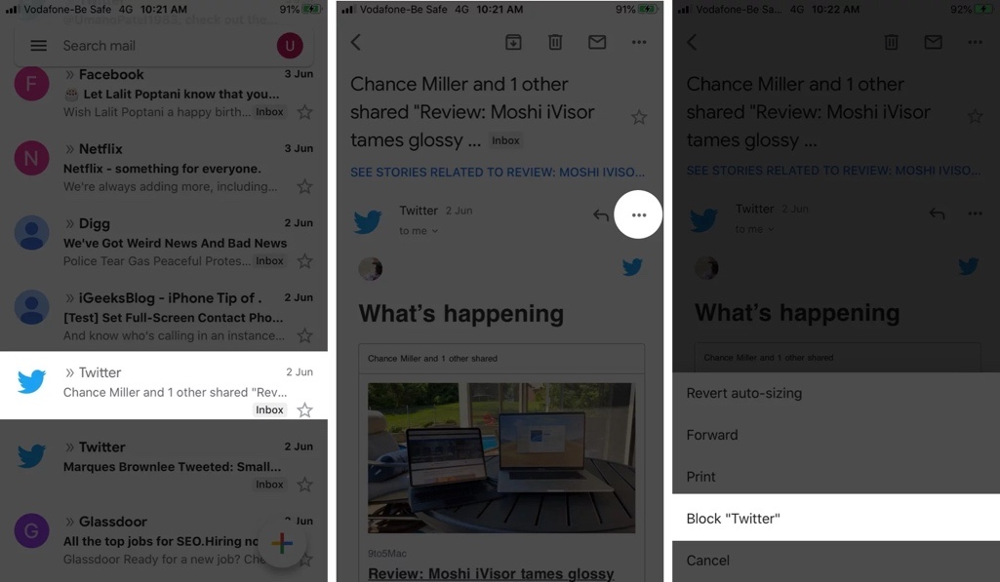 Vodafone-Be Safe 4G 10:21 AM 91%
@UmanoPatat1983, check out the...
Search mail
U
F
» Facebook
3 Jun
🎂 Let Lalit Poptani know that you...
Wish Lalit Poptani a happy birth...
Inbox
N
» Netflix
3 Jun
Netflix - something for everyone.
We're always adding more, including...
» Digg
2 Jun
We've Got Weird News And Bad News
Police Tear Gas Peaceful Protes...
Inbox
» iGeeksBlog - iPhone Tip of .
2 Jun
[Test] Set Full-Screen Contact Pho...
And know who's calling in an instance...
» Twitter
2 Jun
Chance Miller and 1 other shared "Rev...
Inbox
» Twitter
2 Jun
Marques Brownlee Tweeted: Small...
Inbox
G
» Glassdoor
Jun
All the top jobs for SEO.Hiring no
Glassdoor Ready for a new job? Che
Vodafone-Be Safe 4G 10:21 AM 91%
Chance Miller and 1 other
shared "Review: Moshi iVisor
tames glossy ... Inbox
SEE STORIES RELATED TO REVIEW: MOSHI IVISO...
Twitter 2 Jun
to me
What's happening
Chance Miller and 1 other shared
9to5Mac
Review: Moshi iVisor tames glossy
Vodafone-Be Sa... 4G 10:22 AM 92%
Chance Miller and 1 other
shared "Review: Moshi iVisor
tames glossy ...
SEE STORIES RELATED TO REVIEW: MOSHI IVISO...
Twitter 2 Jun
to me
What's happening
Chance Miller and 1 other shared
Revert auto-sizing
Forward
Print
Block "Twitter"
Cancel